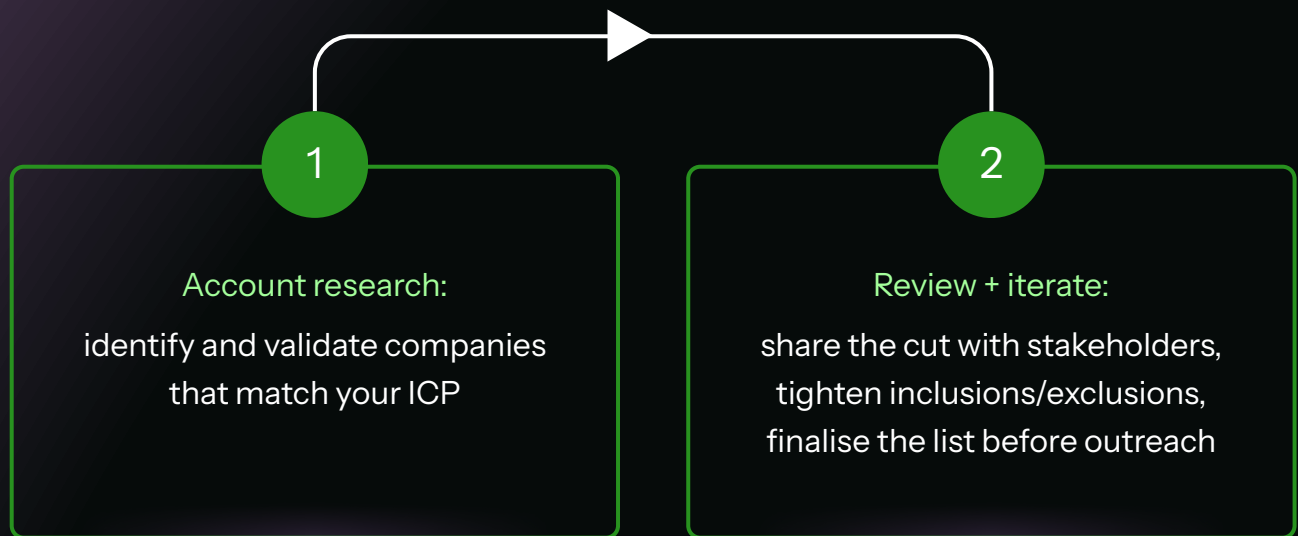 1
Account research:
identify and validate companies
that match your ICP
2
Review + iterate:
share the cut with stakeholders,
tighten inclusions/exclusions,
finalise the list before outreach